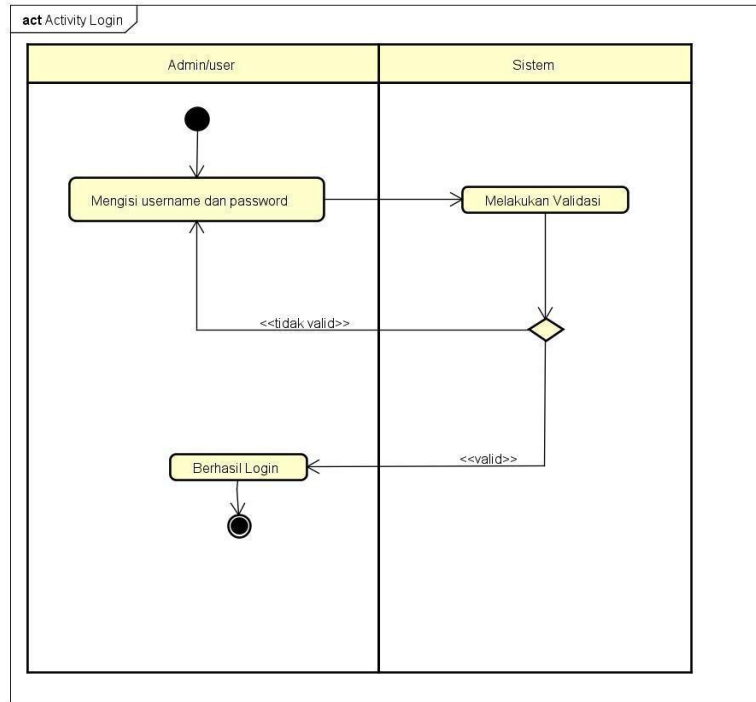 act Activity Login
Admin/user
Sistem
Mengisi username dan password
Melakukan Validasi
<<tidak valid>>
Berhasil Login
<<valid>>